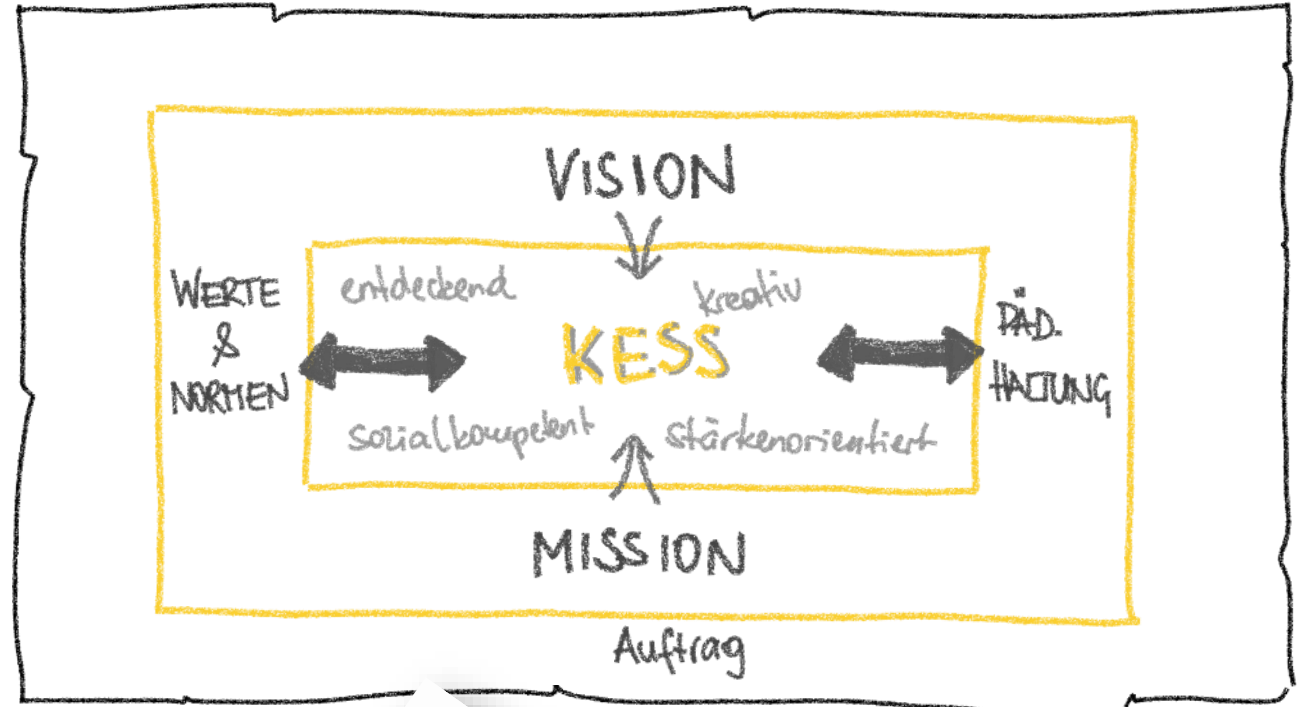 VISION
WERTE
&
NORMEN
entdeckend
kreativ
KESS
PÄD.
HALTUNG
sozialkompetent
stärkenorientiert
MISSION
Auftrag